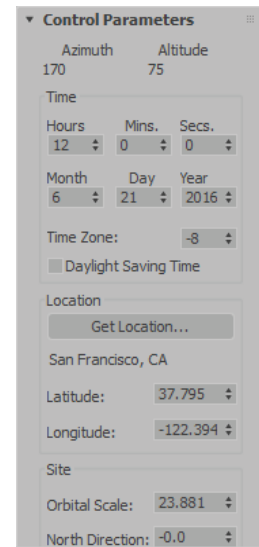 Control Parameters
Azimuth Altitude
170 75
Time
Hours Mins. Secs.
12 0 0
Month Day Year
6 21 2016
Time Zone: -8
Daylight Saving Time
Location
Get Location...
San Francisco, CA
Latitude: 37.795
Longitude: -122.394
Site
Orbital Scale: 23.881
North Direction: -0.0